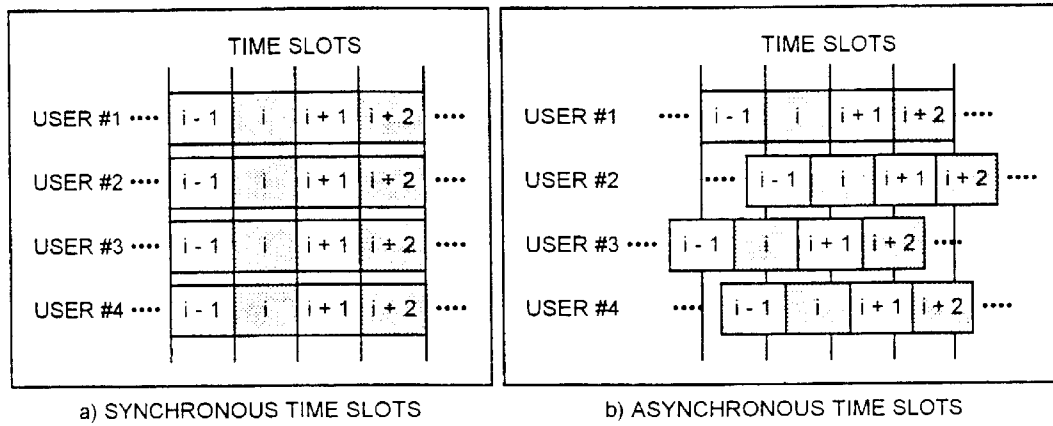 TIME SLOTS
USER #1 •••• i - 1 i i + 1 i + 2 ••••
USER #2 •••• i - 1 i i + 1 i + 2 ••••
USER #3 •••• i - 1 i i + 1 i + 2 ••••
USER #4 •••• i - 1 i i + 1 i + 2 ••••
a) SYNCHRONOUS TIME SLOTS
TIME SLOTS
USER #1 •••• i - 1 i i + 1 i + 2 ••••
USER #2 •••• i - 1 i i + 1 i + 2 ••••
USER #3 •••• i - 1 i i + 1 i + 2 ••••
USER #4 •••• i - 1 i i + 1 i + 2 ••••
b) ASYNCHRONOUS TIME SLOTS